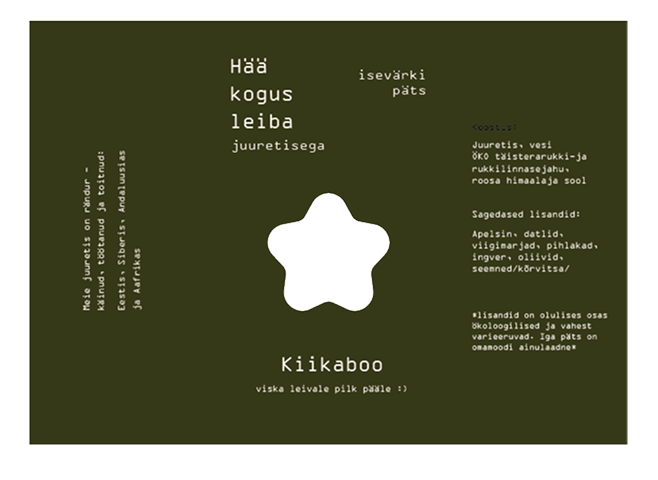 Meie juuretis on rändur –
käinud, töötanud ja toitnud:
Eestis, Siberis, Andaluusias
ja Aafrikas
Hää
kogus
leiba
juuretisega
isevärki
päts
Kiikaboo
viska leivale pilk pääle :)
Koostis:
Juuretis, vesi
ÖKO täisterarukki-ja
rukkilinnasejahu,
roosa himaalaja sool
Sagedased lisandid:
Apelsin, datlid,
viigimarjad, pihlakad,
ingver, oliivid,
seemned/kõrvitsa/
*lisandid on olulises osas
ökoloogilised ja vahest
varieeruvad. Iga päts on
omamoodi ainulaadne*